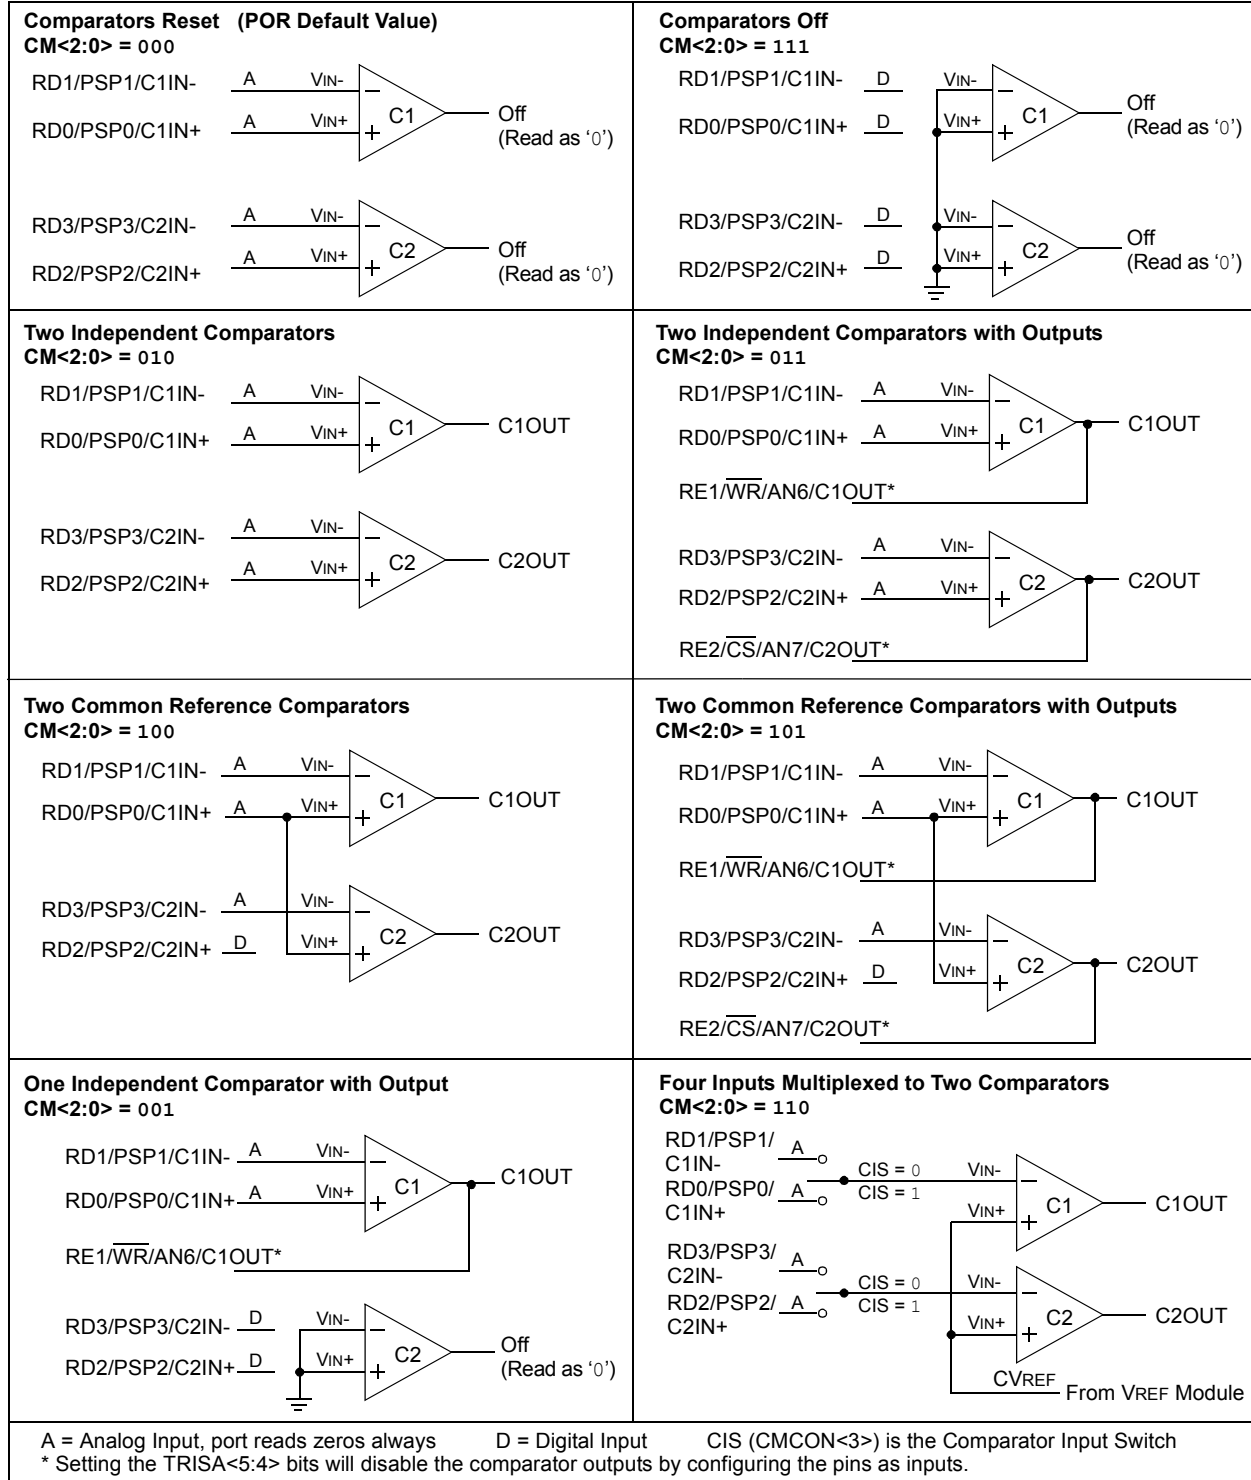 Comparators Reset (POR Default Value)
CM<2:0> = 000
RD1/PSP1/C1IN-
A
VIN-
RD0/PSP0/C1IN+
A
VIN+
C1
Off
(Read as ‘0’)
RD3/PSP3/C2IN-
A
VIN-
RD2/PSP2/C2IN+
A
VIN+
C2
Off
(Read as ‘0’)
Comparators Off
CM<2:0> = 111
RD1/PSP1/C1IN-
D
VIN-
RD0/PSP0/C1IN+
D
VIN+
C1
Off
(Read as ‘0’)
RD3/PSP3/C2IN-
D
VIN-
RD2/PSP2/C2IN+
D
VIN+
C2
Off
(Read as ‘0’)
Two Independent Comparators
CM<2:0> = 010
RD1/PSP1/C1IN-
A
VIN-
RD0/PSP0/C1IN+
A
VIN+
C1
C1OUT
RD3/PSP3/C2IN-
A
VIN-
RD2/PSP2/C2IN+
A
VIN+
C2
C2OUT
Two Independent Comparators with Outputs
CM<2:0> = 011
RD1/PSP1/C1IN-
A
VIN-
RD0/PSP0/C1IN+
A
VIN+
C1
C1OUT
RE1/WR/AN6/C1OUT*
RD3/PSP3/C2IN-
A
VIN-
RD2/PSP2/C2IN+
A
VIN+
C2
C2OUT
RE2/CS/AN7/C2OUT*
Two Common Reference Comparators
CM<2:0> = 100
RD1/PSP1/C1IN-
A
VIN-
RD0/PSP0/C1IN+
A
VIN+
C1
C1OUT
RD3/PSP3/C2IN-
A
VIN-
RD2/PSP2/C2IN+
D
VIN+
C2
C2OUT
Two Common Reference Comparators with Outputs
CM<2:0> = 101
RD1/PSP1/C1IN-
A
VIN-
RD0/PSP0/C1IN+
A
VIN+
C1
C1OUT
RE1/WR/AN6/C1OUT*
RD3/PSP3/C2IN-
A
VIN-
RD2/PSP2/C2IN+
D
VIN+
C2
C2OUT
RE2/CS/AN7/C2OUT*
One Independent Comparator with Output
CM<2:0> = 001
RD1/PSP1/C1IN-
A
VIN-
RD0/PSP0/C1IN+
A
VIN+
C1
C1OUT
RE1/WR/AN6/C1OUT*
RD3/PSP3/C2IN-
D
VIN-
RD2/PSP2/C2IN+
D
VIN+
C2
Off
(Read as ‘0’)
Four Inputs Multiplexed to Two Comparators
CM<2:0> = 110
RD1/PSP1/
C1IN-
A
RD0/PSP0/
C1IN+
A
CIS = 0
CIS = 1
VIN-
VIN+
C1
C1OUT
RD3/PSP3/
C2IN-
A
RD2/PSP2/
C2IN+
A
CIS = 0
CIS = 1
VIN-
VIN+
C2
C2OUT
CVREF
From VREF Module
A = Analog Input, port reads zeros always D = Digital Input CIS (CMCON<3>) is the Comparator Input Switch
* Setting the TRISA<5:4> bits will disable the comparator outputs by configuring the pins as inputs.